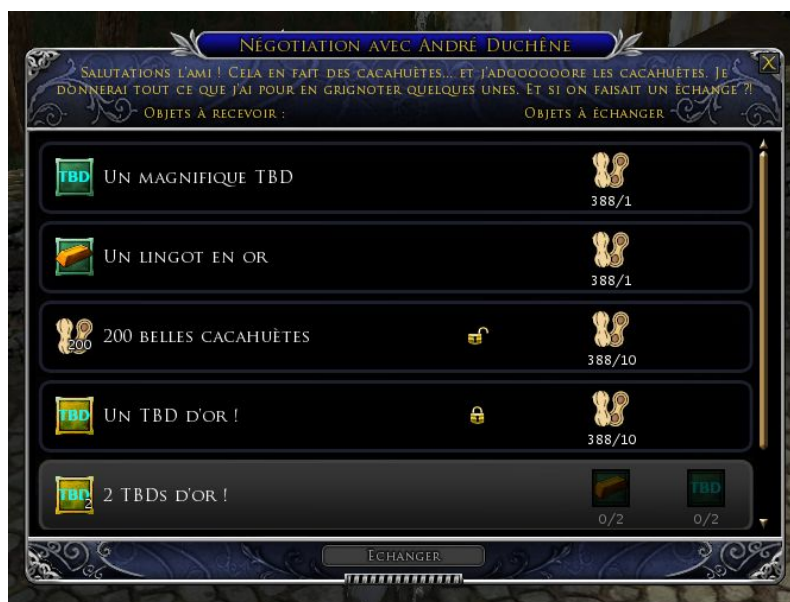 Négotiation avec André Duchêne
X
Salutations l'ami ! Cela en fait des cacahuètes... et j'adooooore les cacahuètes. Je
donnerai tout ce que j'ai pour en grignoter quelques unes. Et si on faisait un échange ?!
Objets à recevoir : Objets à échanger
TBD Un magnifique TBD
388/1
Un lingot en or
388/1
200 200 belles cacahuètes
388/10
TBD Un TBD d'or !
388/10
TBD 2 2 TBDs d'or ! TBD
0/2 0/2
Echanger